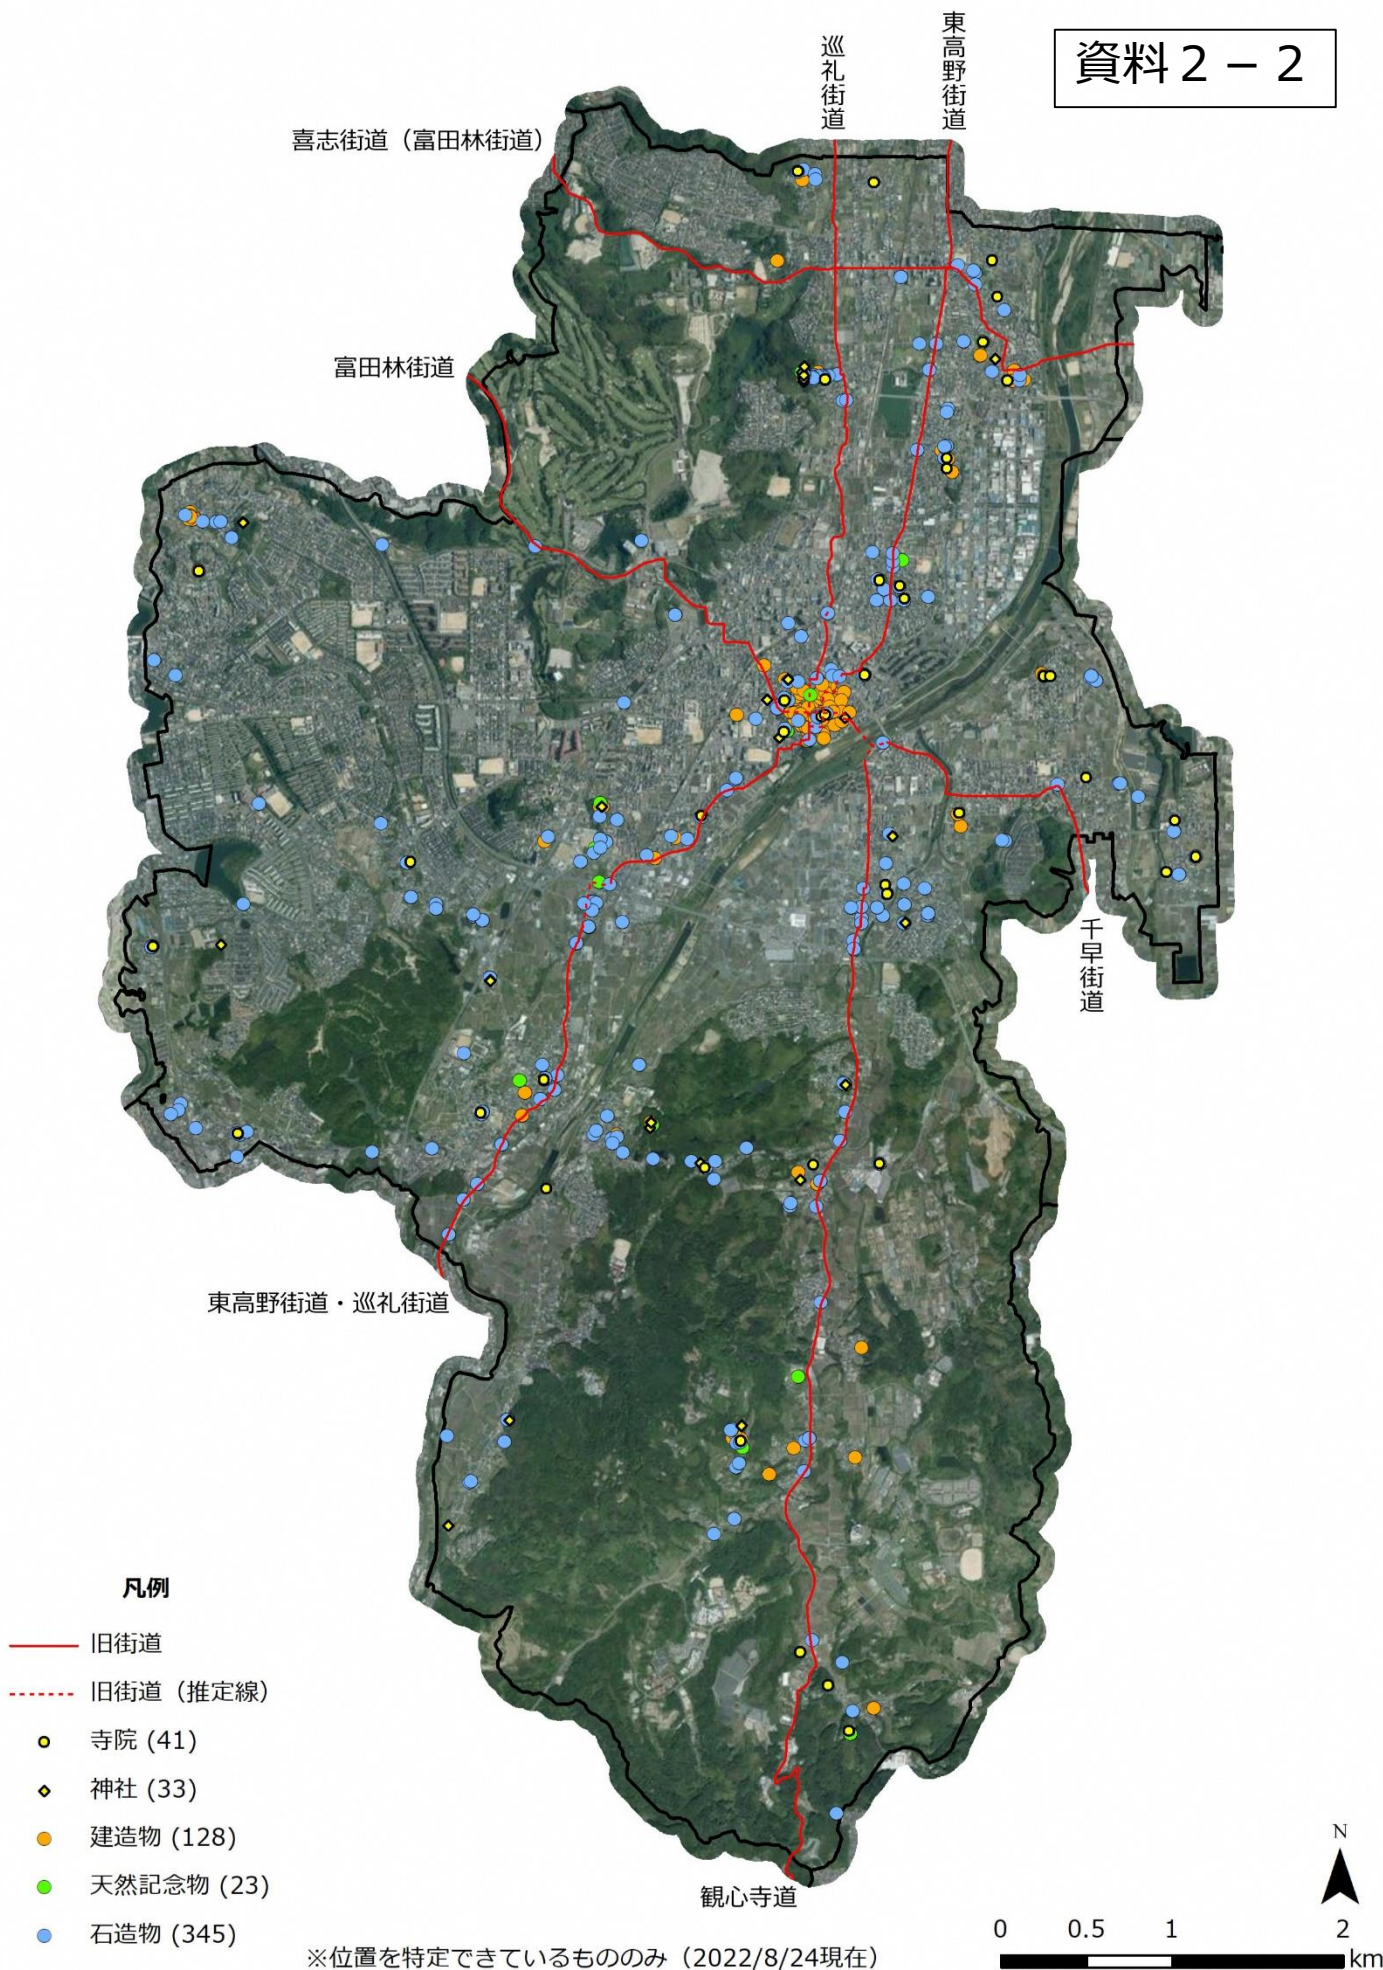 資料２－２
東高野街道
巡礼街道
喜志街道（富田林街道）
富田林街道
千早街道
東高野街道・巡礼街道
観心寺道
凡例
旧街道
旧街道（推定線）
寺院 (41)
神社 (33)
建造物 (128)
天然記念物 (23)
石造物 (345)
※位置を特定できているもののみ（2022/8/24現在）
N
0 0.5 1 2
km